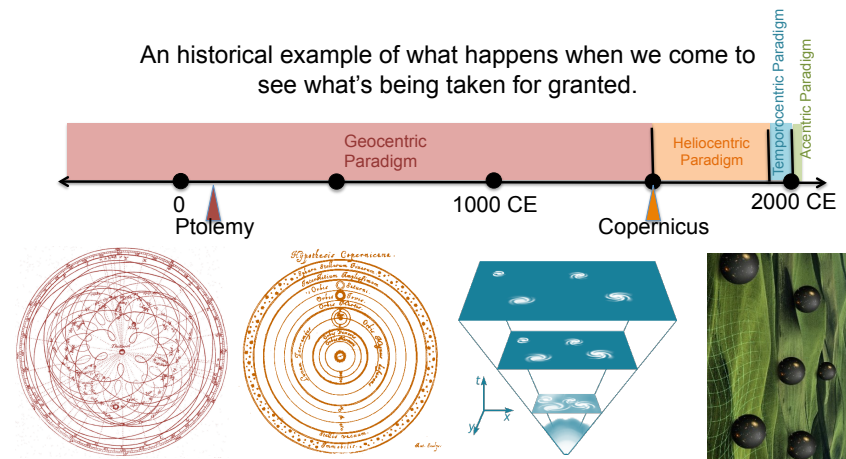 An historical example of what happens when we come to
see what's being taken for granted.
Geocentric
Paradigm
Heliocentric
Paradigm
Temporocentric Paradigm
Acentric Paradigm
0
1000 CE
2000 CE
Ptolemy
Copernicus
Hypothesis Copernicana.
t
x
y